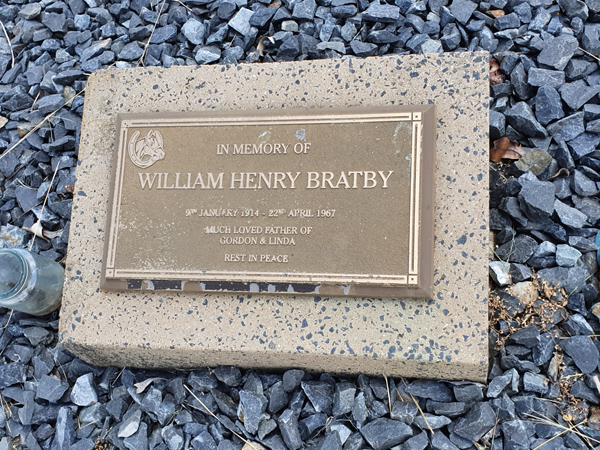 IN MEMORY OF
WILLIAM HENRY BRATBY
9TH JANUARY 1914 - 22ND APRIL 1967
MUCH LOVED FATHER OF
GORDON & LINDA
REST IN PEACE